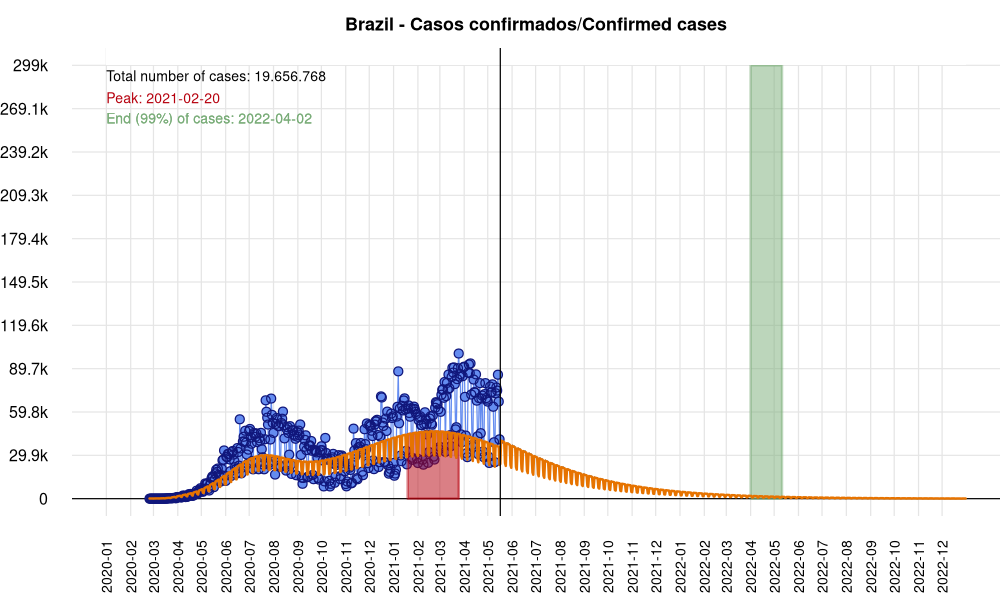 Brazil - Casos confirmados/Confirmed cases
299k
Total number of cases: 19.656.768
Peak: 2021-02-20
269.1k
End (99%) of cases: 2022-04-02
239.2k
209.3k
179.4k
149.5k
119.6k
89.7k
59.8k
29.9k
0
2020-01
2020-02
2020-03
2020-04
2020-05
2020-06
2020-07
2020-08
2020-09
2020-10
2020-11
2020-12
2021-01
2021-02
2021-03
2021-04
2021-05
2021-06
2021-07
2021-08
2021-09
2021-10
2021-11
2021-12
2022-01
2022-02
2022-03
2022-04
2022-05
2022-06
2022-07
2022-08
2022-09
2022-10
2022-11
2022-12